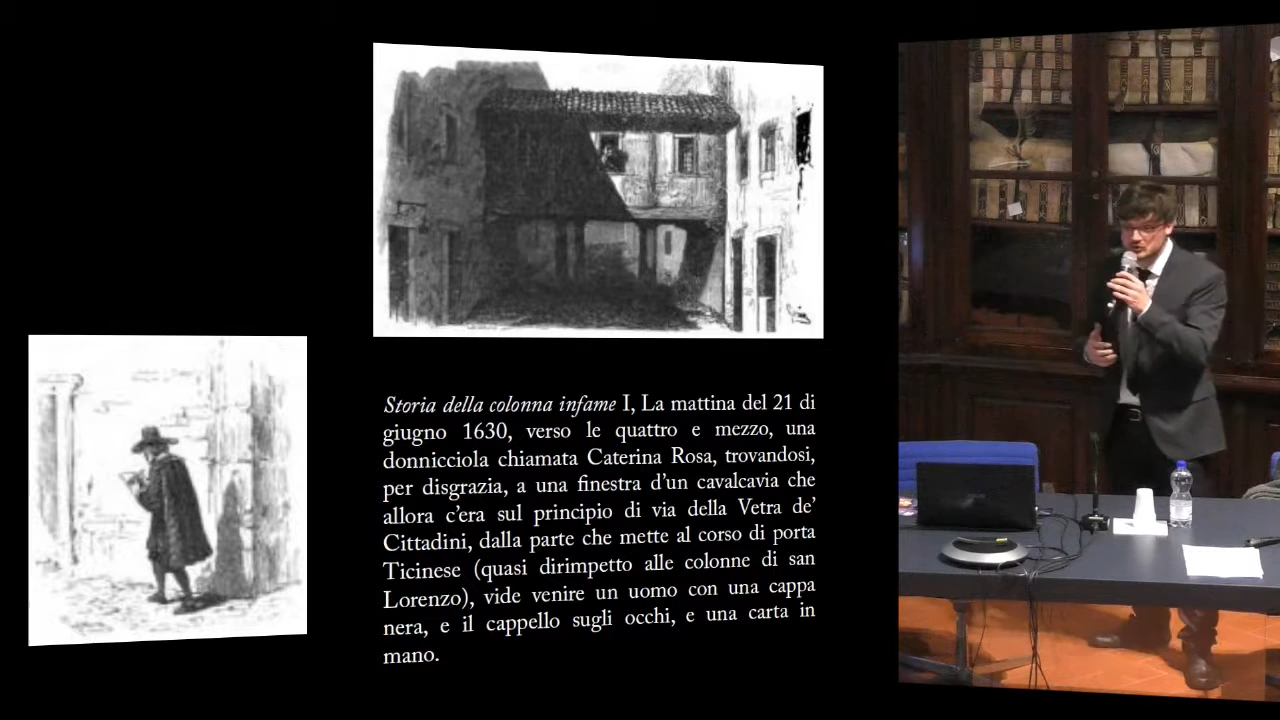 Storia della colonna infame I, La mattina del 21 di
giugno 1630, verso le quattro e mezzo, una
donnicciola chiamata Caterina Rosa, trovandosi,
per disgrazia, a una finestra d’un cavalcavia che
allora c’era sul principio di via della Vetra de’
Cittadini, dalla parte che mette al corso di porta
Ticinese (quasi dirimpetto alle colonne di san
Lorenzo), vide venire un uomo con una cappa
nera, e il cappello sugli occhi, e una carta in
mano.